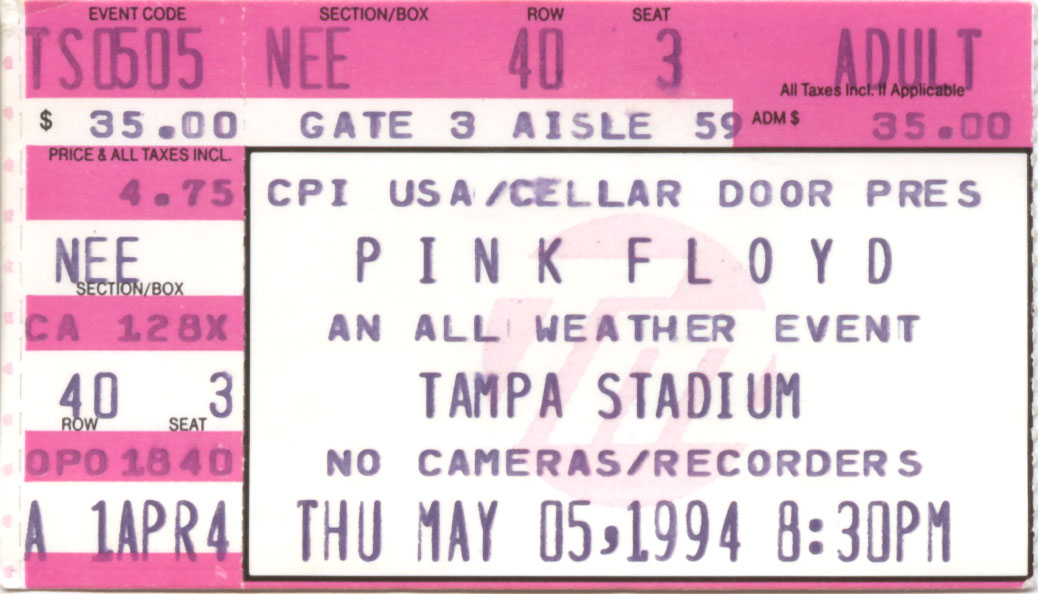 EVENT CODE SECTION/BOX ROW SEAT
TS0505 NEE 40 3 ADULT
All Taxes Incl. If Applicable
$ 35.00 GATE 3 AISLE 59 ADM $ 35.00
PRICE & ALL TAXES INCL.
4.75 CPI USA/CELLAR DOOR PRES
NEE PINK FLOYD
SECTION/BOX
CA 128X AN ALL WEATHER EVENT
40 3 TAMPA STADIUM
ROW SEAT
OPO1840 NO CAMERAS/RECORDERS
A 1APR4 THU MAY 05,1994 8:30PM